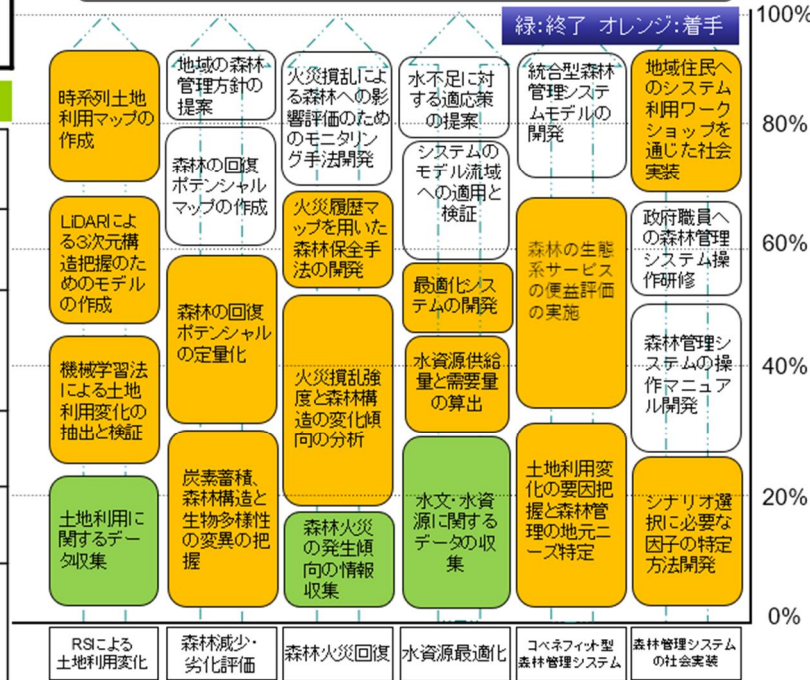 緑:終了 オレンジ:着手
100%
80%
60%
40%
20%
0%
時系列土地
利用マップの
作成
LiDARによ
る3次元構
造把握のた
めのモデル
の作成
機械学習法
による土地
利用変化の
抽出と検証
土地利用に
関するデー
タ収集
RSIによる
土地利用変化
地域の森林
管理方針の
提案
森林の回復
ポテンシャル
マップの作成
森林の回復
ポテンシャル
の定量化
炭素蓄積、
森林構造と
生物多様性
の変異の把
握
森林減少・
劣化評価
火災撹乱によ
る森林への影
響評価のため
のモニタリン
グ手法開発
火災履歴マ
ップを用いた
森林保全手
法の開発
火災撹乱強
度と森林構
造の変化傾
向の分析
森林火災
の発生傾
向の情報
収集
森林火災回復
水不足に対
する適応策
の提案
システムの
モデル流域
への適用と
検証
最適化シス
テムの開発
水資源供給
量と需要量
の算出
水文・水資
源に関する
データの収
集
水資源最適化
統合型森林
管理システ
ムモデルの
開発
森林の生態
系サービス
の便益評価
の実施
土地利用変
化の要因把
握と森林管
理の地元ニ
ーズ特定
コベネフィット型
森林管理システム
地域住民へ
のシステム
利用ワーク
ショップを
通じた社会
実装
政府職員へ
の森林管理
システム操
作研修
森林管理シ
ステムの操
作マニュア
ル開発
シナリオ選
択に必要な
因子の特定
方法開発
森林管理システム
の社会実装